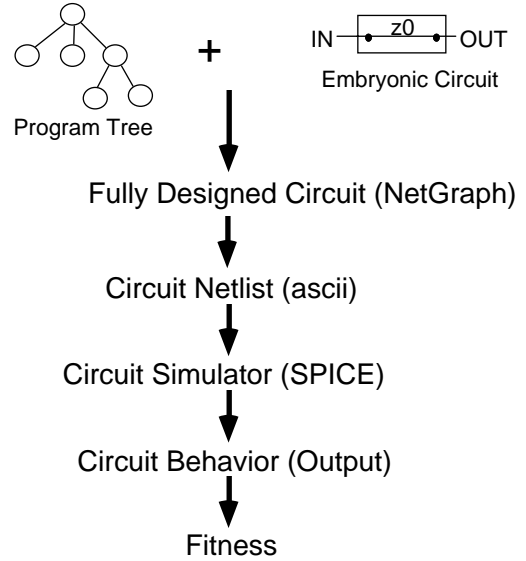 +
IN z0 OUT
Embryonic Circuit
Program Tree
Fully Designed Circuit (NetGraph)
Circuit Netlist (ascii)
Circuit Simulator (SPICE)
Circuit Behavior (Output)
Fitness